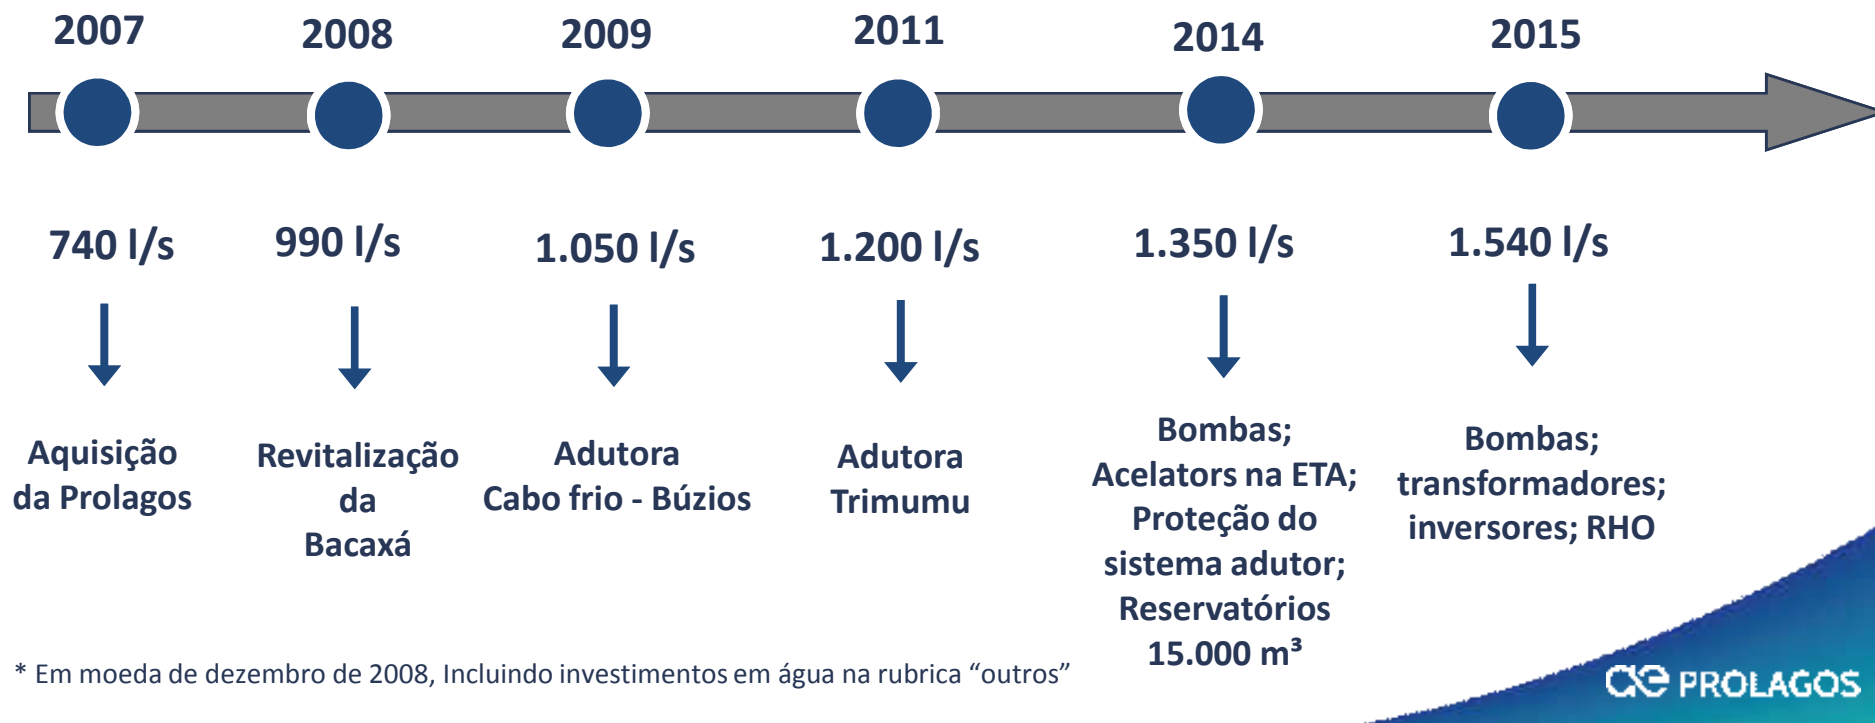 2007
2008
2009
2011
2014
2015
740 l/s
990 l/s
1.050 l/s
1.200 l/s
1.350 l/s
1.540 l/s
Aquisição
da Prolagos
Revitalização
da
Bacaxá
Adutora
Cabo frio - Búzios
Adutora
Trimumu
Bombas;
Acelators na ETA;
Proteção do
sistema adutor;
Reservatórios
15.000 m³
Bombas;
transformadores;
inversores; RHO
* Em moeda de dezembro de 2008, Incluindo investimentos em água na rubrica “outros”
PROLAGOS